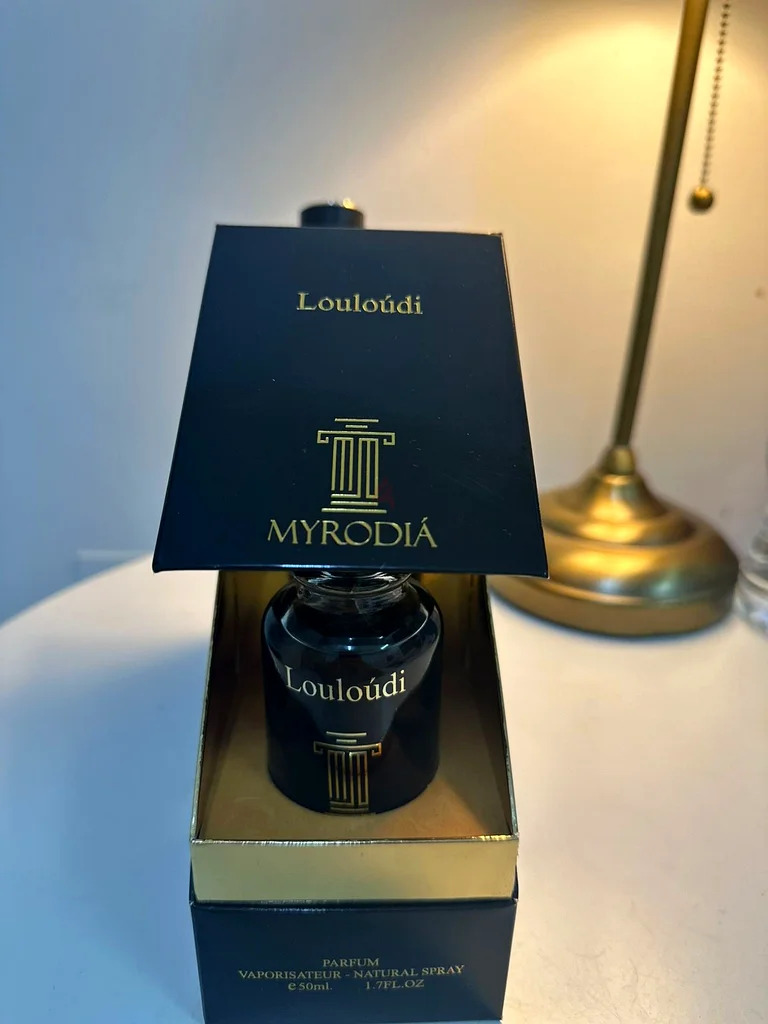 Louloúdi
MYRODIÁ
Louloúdi
PARFUM
VAPORISATEUR - NATURAL SPRAY
℮50ml. 1.7FL.OZ